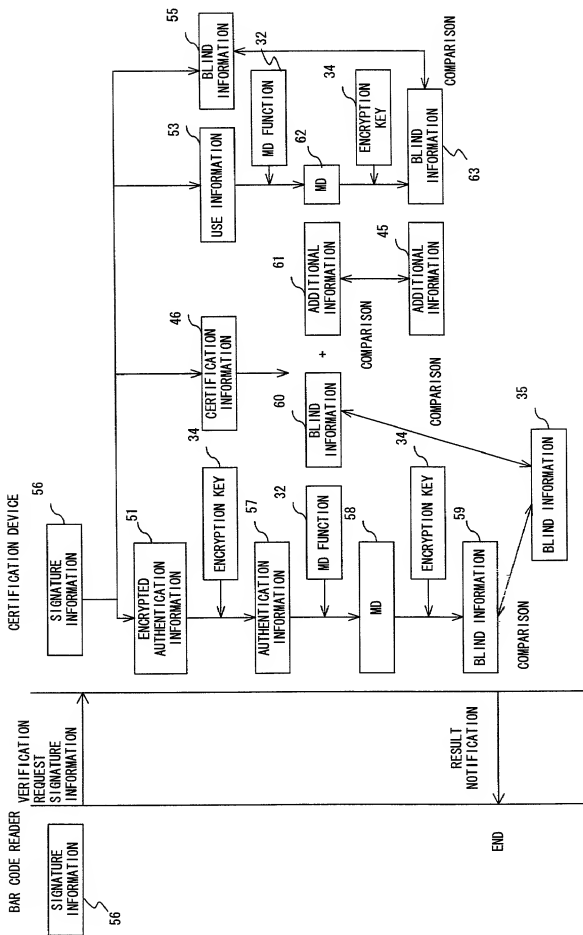 BAR CODE READER
SIGNATURE
INFORMATION
56
END
VERIFICATION
REQUEST
SIGNATURE
INFORMATION
RESULT
NOTIFICATION
CERTIFICATION DEVICE
SIGNATURE
INFORMATION
56
ENCRYPTED
AUTHENTICATION
INFORMATION
51
ENCRYPTION KEY
34
AUTHENTICATION
INFORMATION
57
MD FUNCTION
32
MD
58
ENCRYPTION
KEY
34
BLIND INFORMATION
59
COMPARISON
BLIND INFORMATION
35
COMPARISON
CERTIFICATION
INFORMATION
46
BLIND
INFORMATION
60
+
ADDITIONAL
INFORMATION
61
COMPARISON
ADDITIONAL
INFORMATION
45
USE INFORMATION
53
MD FUNCTION
32
MD
62
ENCRYPTION
KEY
34
BLIND
INFORMATION
63
COMPARISON
BLIND
INFORMATION
55